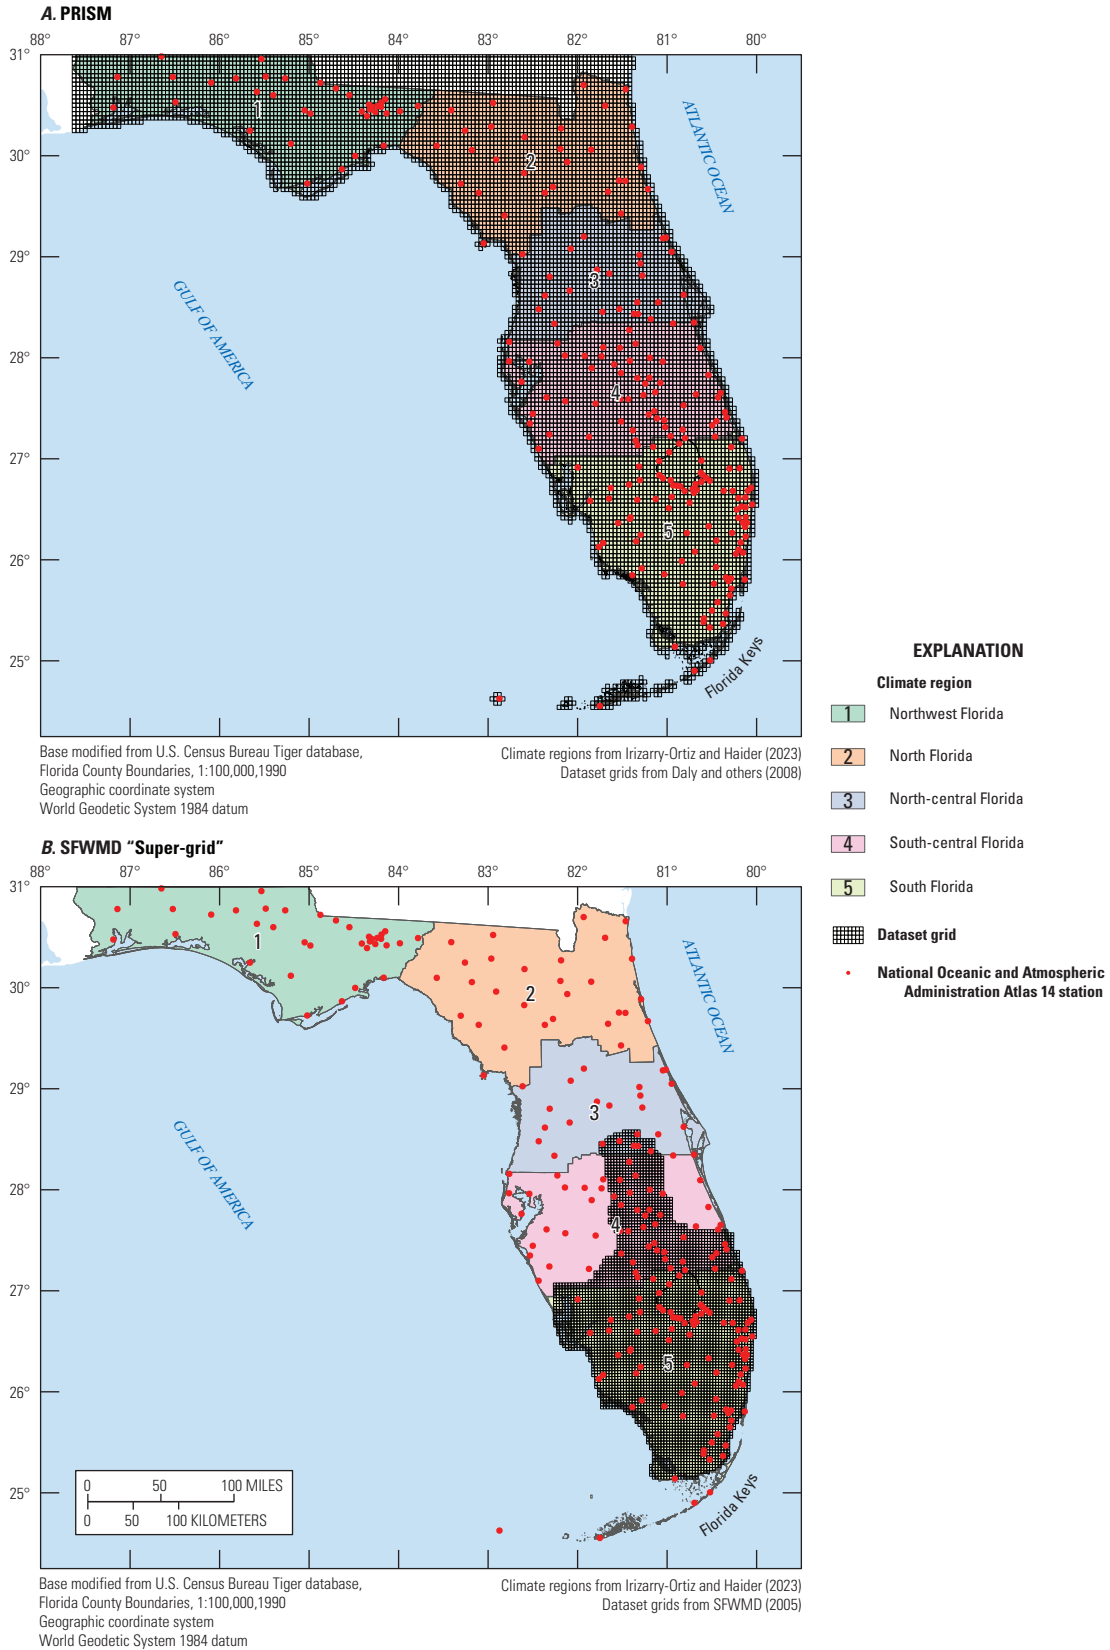 A. PRISM
88° 87° 86° 85° 84° 83° 82° 81° 80°
31°
30°
29°
28°
27°
26°
25°
1
2
3
4
5
ATLANTIC OCEAN
GULF OF AMERICA
Florida Keys
Base modified from U.S. Census Bureau Tiger database,
Florida County Boundaries, 1:100,000,1990
Geographic coordinate system
World Geodetic System 1984 datum
Climate regions from Irizarry-Ortiz and Haider (2023)
Dataset grids from Daly and others (2008)
EXPLANATION
Climate region
1 Northwest Florida
2 North Florida
3 North-central Florida
4 South-central Florida
5 South Florida
Dataset grid
National Oceanic and Atmospheric
Administration Atlas 14 station
B. SFWMD “Super-grid”
88° 87° 86° 85° 84° 83° 82° 81° 80°
31°
30°
29°
28°
27°
26°
25°
1
2
3
4
5
ATLANTIC OCEAN
GULF OF AMERICA
Florida Keys
0 50 100 MILES
0 50 100 KILOMETERS
Base modified from U.S. Census Bureau Tiger database,
Florida County Boundaries, 1:100,000,1990
Geographic coordinate system
World Geodetic System 1984 datum
Climate regions from Irizarry-Ortiz and Haider (2023)
Dataset grids from SFWMD (2005)